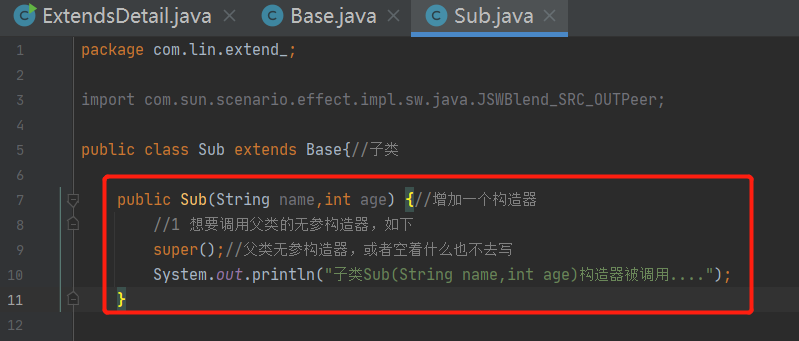 ExtendsDetail.java Base.java Sub.java
1 package com.lin.extend_;
2
3 import com.sun.scenario.effect.impl.sw.java.JSWBlend_SRC_OUTPeer;
4
5 public class Sub extends Base{//子类
6
7 public Sub(String name,int age) {//增加一个构造器
8 //1 想要调用父类的无参构造器，如下
9 super();//父类无参构造器，或者空着什么也不去写
10 System.out.println("子类Sub(String name,int age)构造器被调用....");
11 }
12